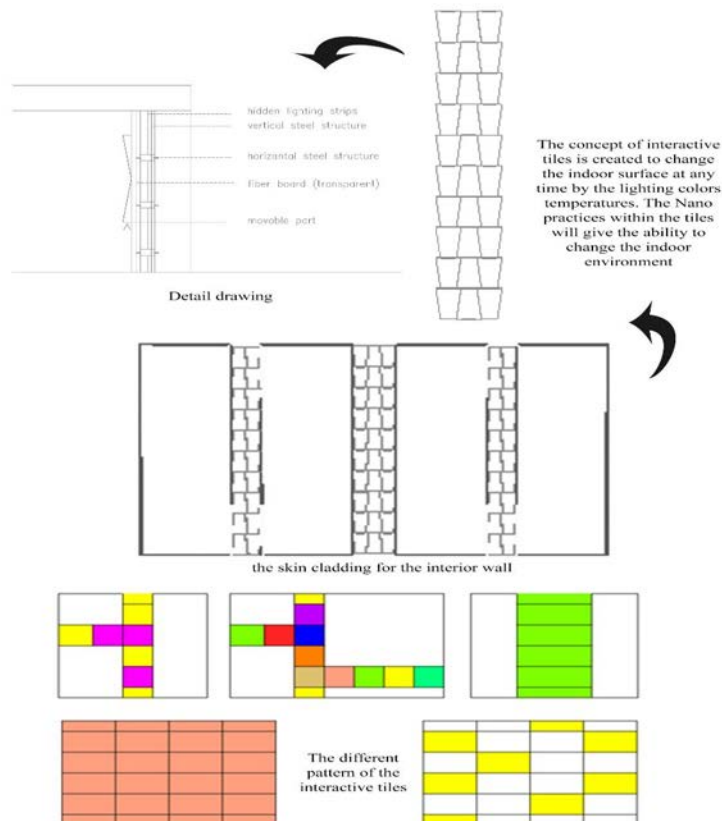 hidden lighting strips
vertical steel structure
horizantal steel structure
fiber board (transparent)
movable part
Detail drawing
The concept of interactive
tiles is created to change
the indoor surface at any
time by the lighting colors
temperatures. The Nano
practices within the tiles
will give the ability to
change the indoor
environment
the skin cladding for the interior wall
The different
pattern of the
interactive tiles